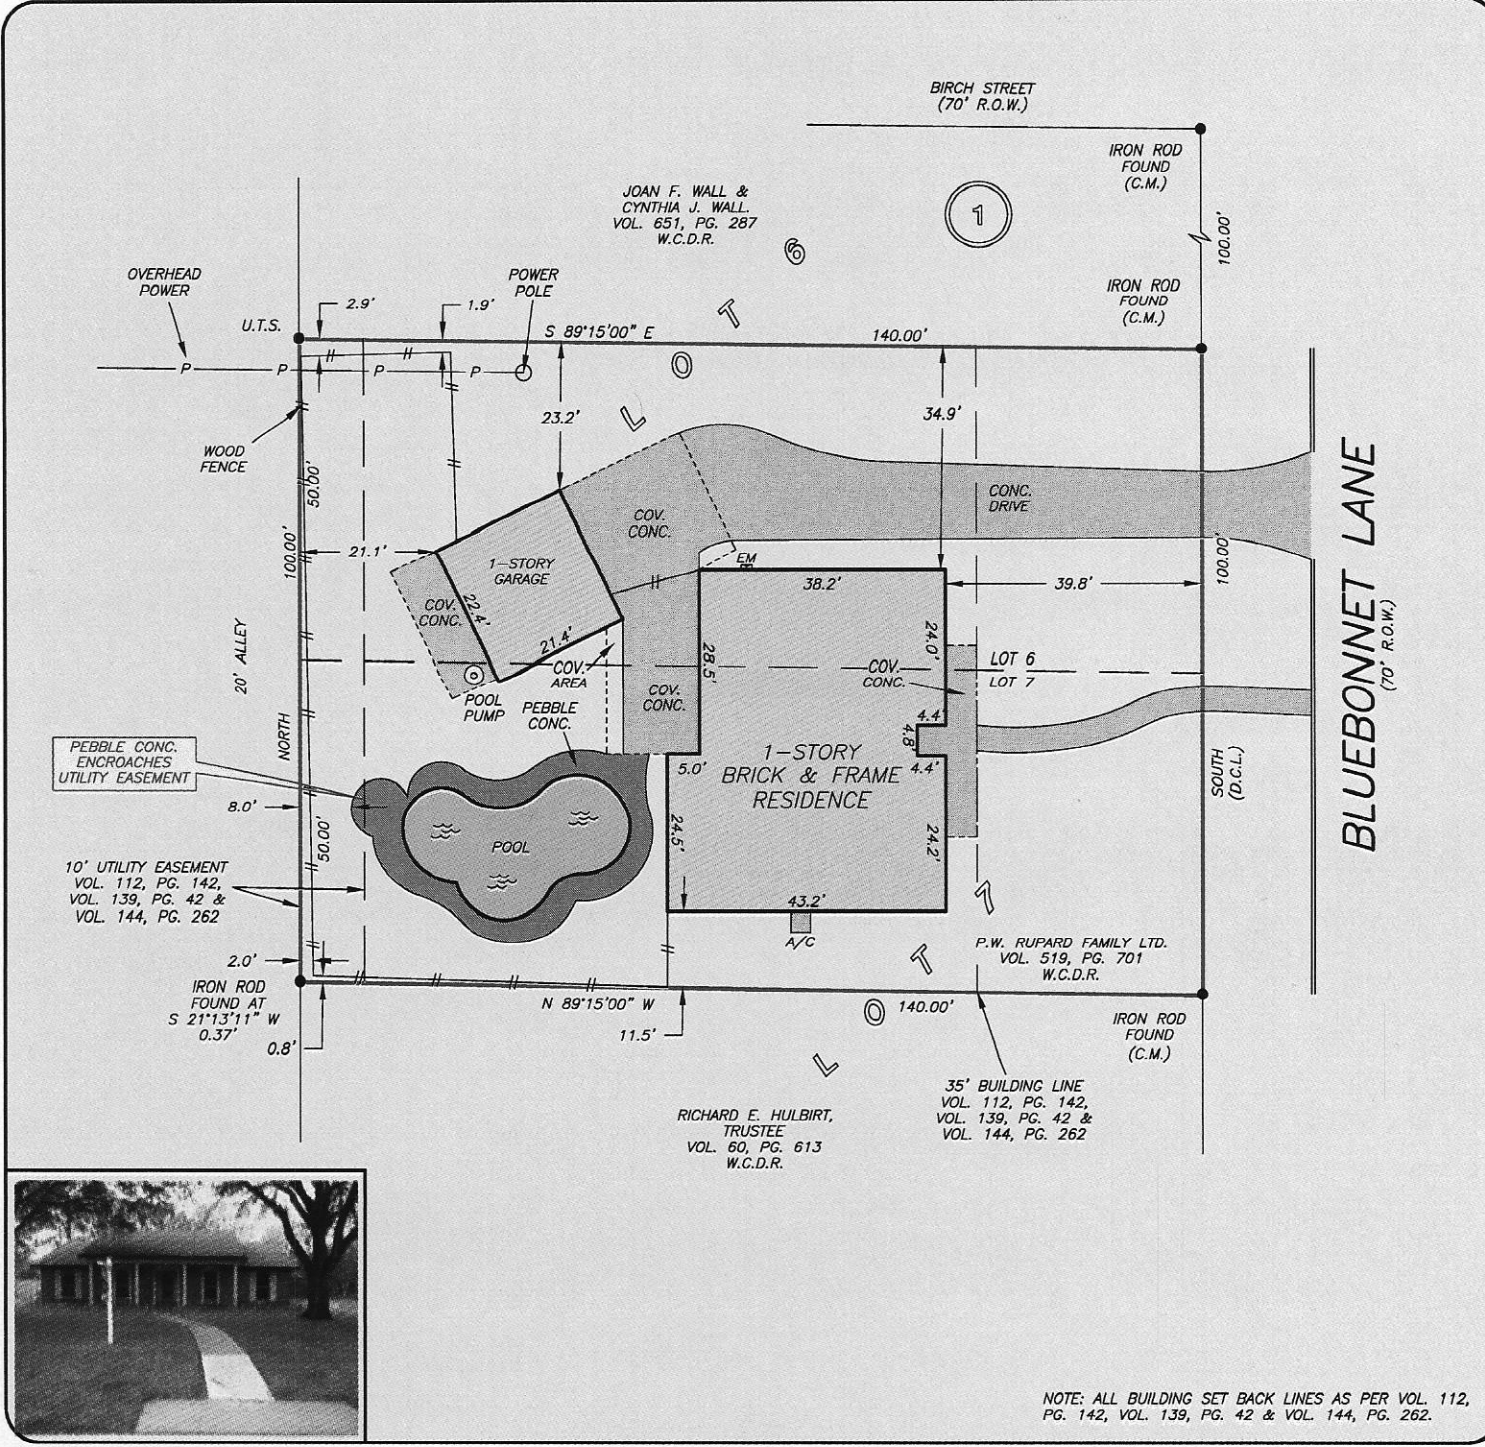 BIRCH STREET
(70' R.O.W.)
IRON ROD
FOUND
(C.M.)
100.00'
1
JOAN F. WALL &
CYNTHIA J. WALL.
VOL. 651, PG. 287
W.C.D.R.
IRON ROD
FOUND
(C.M.)
OVERHEAD
POWER
POWER
POLE
U.T.S.
2.9'
1.9'
S 89°15'00" E
140.00'
P
P
P
P
LOT 6
23.2'
34.9'
WOOD
FENCE
50.00'
100.00'
20' ALLEY
NORTH
21.1'
1-STORY
GARAGE
22.4'
21.4'
COV.
CONC.
COV.
CONC.
CONC.
DRIVE
EM
38.2'
39.8'
100.00'
BLUEBONNET LANE
(70' R.O.W.)
24.0'
28.5'
LOT 6
LOT 7
COV.
AREA
COV.
CONC.
COV.
CONC.
POOL
PUMP
PEBBLE
CONC.
4.4'
4.8'
4.4'
5.0'
1-STORY
BRICK & FRAME
RESIDENCE
SOUTH
(D.C.L.)
PEBBLE CONC.
ENCROACHES
UTILITY EASEMENT
8.0'
50.00'
POOL
24.5'
24.2'
10' UTILITY EASEMENT
VOL. 112, PG. 142,
VOL. 139, PG. 42 &
VOL. 144, PG. 262
43.2'
A/C
LOT 7
P.W. RUPARD FAMILY LTD.
VOL. 519, PG. 701
W.C.D.R.
2.0'
IRON ROD
FOUND AT
S 21°13'11" W
0.37'
0.8'
N 89°15'00" W
140.00'
11.5'
IRON ROD
FOUND
(C.M.)
35' BUILDING LINE
VOL. 112, PG. 142,
VOL. 139, PG. 42 &
VOL. 144, PG. 262
RICHARD E. HULBIRT,
TRUSTEE
VOL. 60, PG. 613
W.C.D.R.
NOTE: ALL BUILDING SET BACK LINES AS PER VOL. 112,
PG. 142, VOL. 139, PG. 42 & VOL. 144, PG. 262.